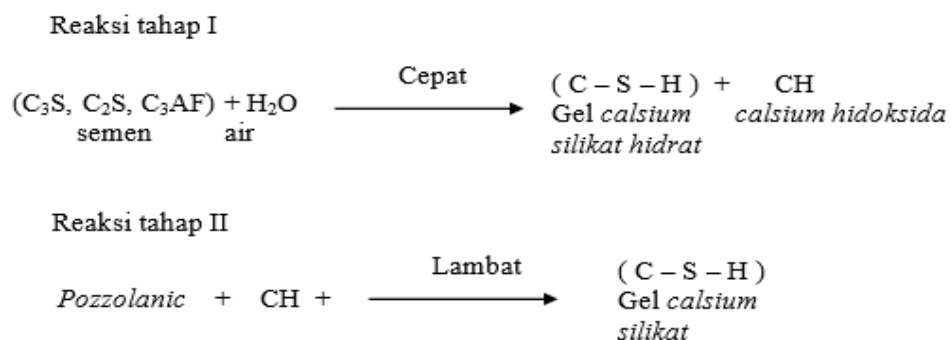 Reaksi tahap I
Cepat
(C₃S, C₂S, C₃AF) + H₂O ( C – S – H ) + CH
semen air Gel calsium calsium hidoksida
silikat hidrat
Reaksi tahap II
Lambat
Pozzolanic + CH + ( C – S – H )
Gel calsium
silikat